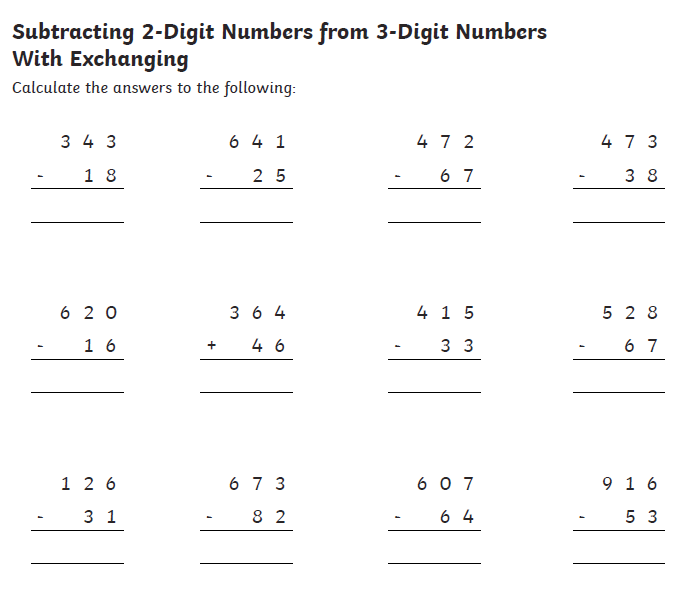 Subtracting 2-Digit Numbers from 3-Digit Numbers
With Exchanging
Calculate the answers to the following:
3 4 3 6 4 1 4 7 2 4 7 3
- 1 8 - 2 5 - 6 7 - 3 8
6 2 0 3 6 4 4 1 5 5 2 8
- 1 6 + 4 6 - 3 3 - 6 7
1 2 6 6 7 3 6 0 7 9 1 6
- 3 1 - 8 2 - 6 4 - 5 3